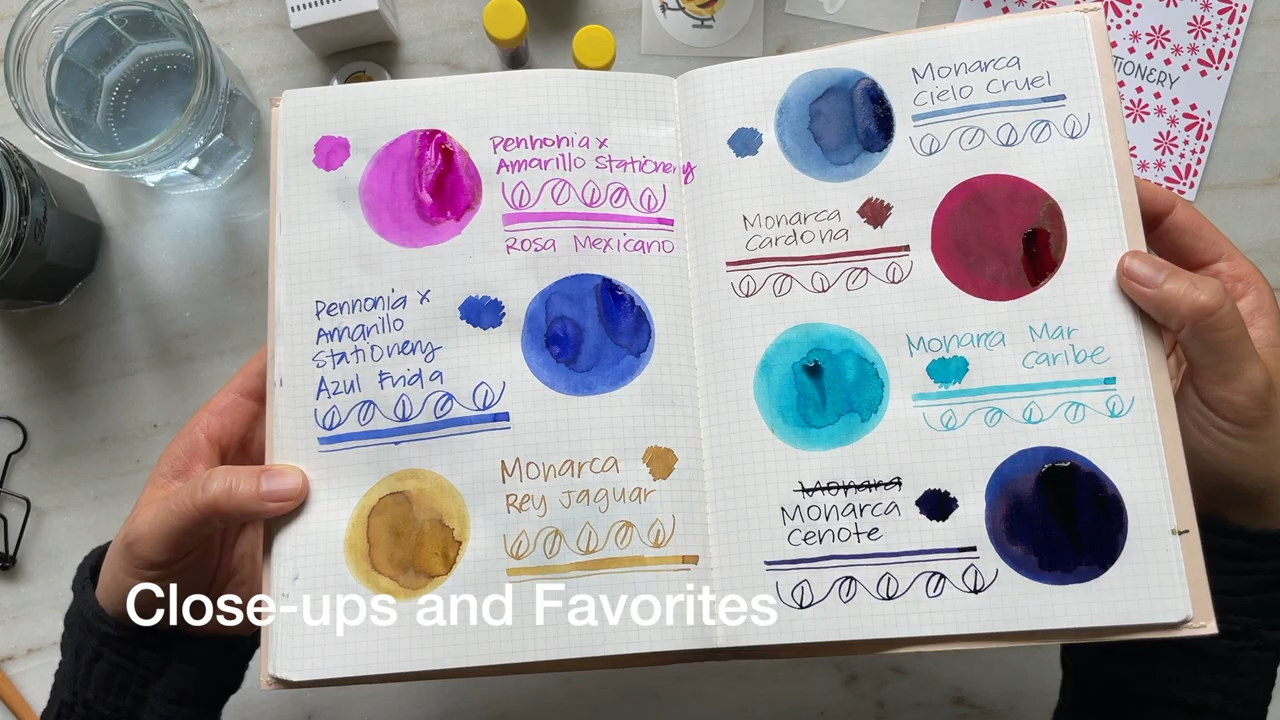 Pennonia x
Amarillo Stationery
Rosa Mexicano
Pennonia x
Amarillo
Stationery
Azul Frida
Monarca
Rey Jaguar
Monarca
Cielo Cruel
Monarca
Cardona
Monarca Mar
Caribe
Monara
Monarca
Cenote
TIONERY
Close-ups and Favorites